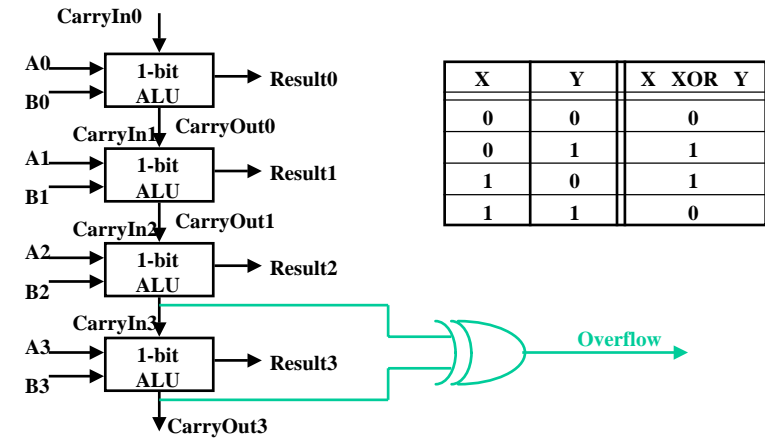 CarryIn0
A0
B0
1-bit
ALU
Result0
CarryIn1
CarryOut0
A1
B1
1-bit
ALU
Result1
CarryIn2
CarryOut1
A2
B2
1-bit
ALU
Result2
CarryIn3
A3
B3
1-bit
ALU
Result3
CarryOut3
Overflow
X Y X XOR Y
0 0 0
0 1 1
1 0 1
1 1 0